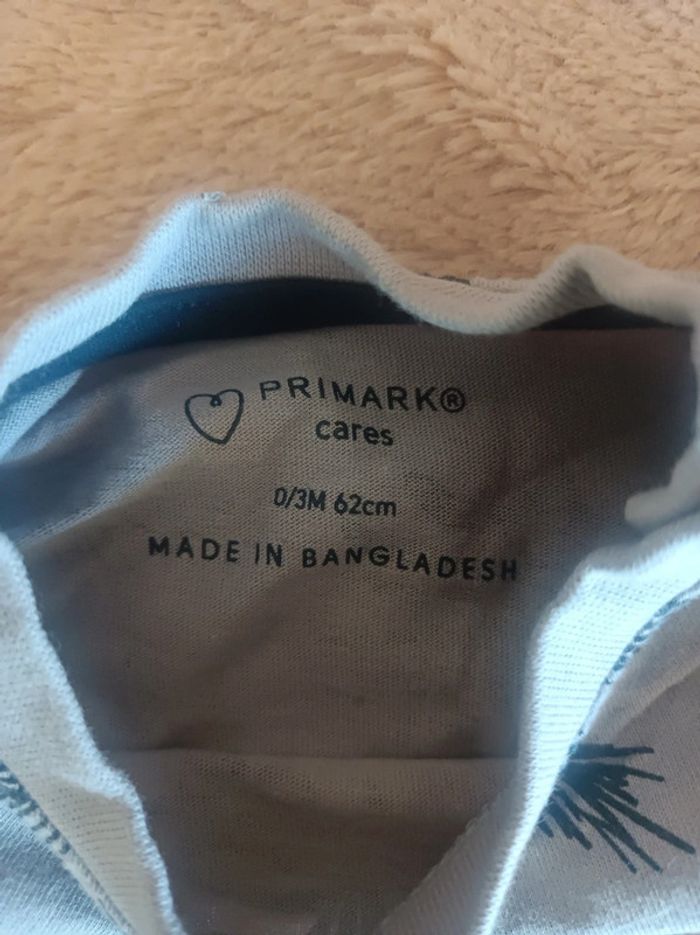 PRIMARK®
cares
0/3M 62cm
MADE IN BANGLADESH